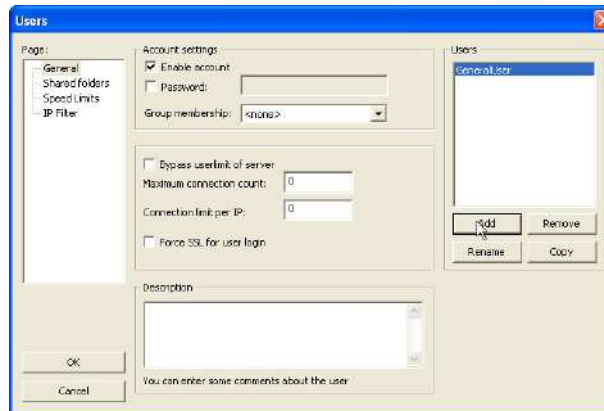 Users
Page:
General
Shared folders
Speed Limits
IP Filter
OK
Cancel
Account settings
Enable account
Password:
Group membership: <none>
Bypass userlimit of server
Maximum connection count: 0
Connection limit per IP: 0
Force SSL for user login
Description
You can enter some comments about the user
Users
GeneralUser
Add Remove
Rename Copy